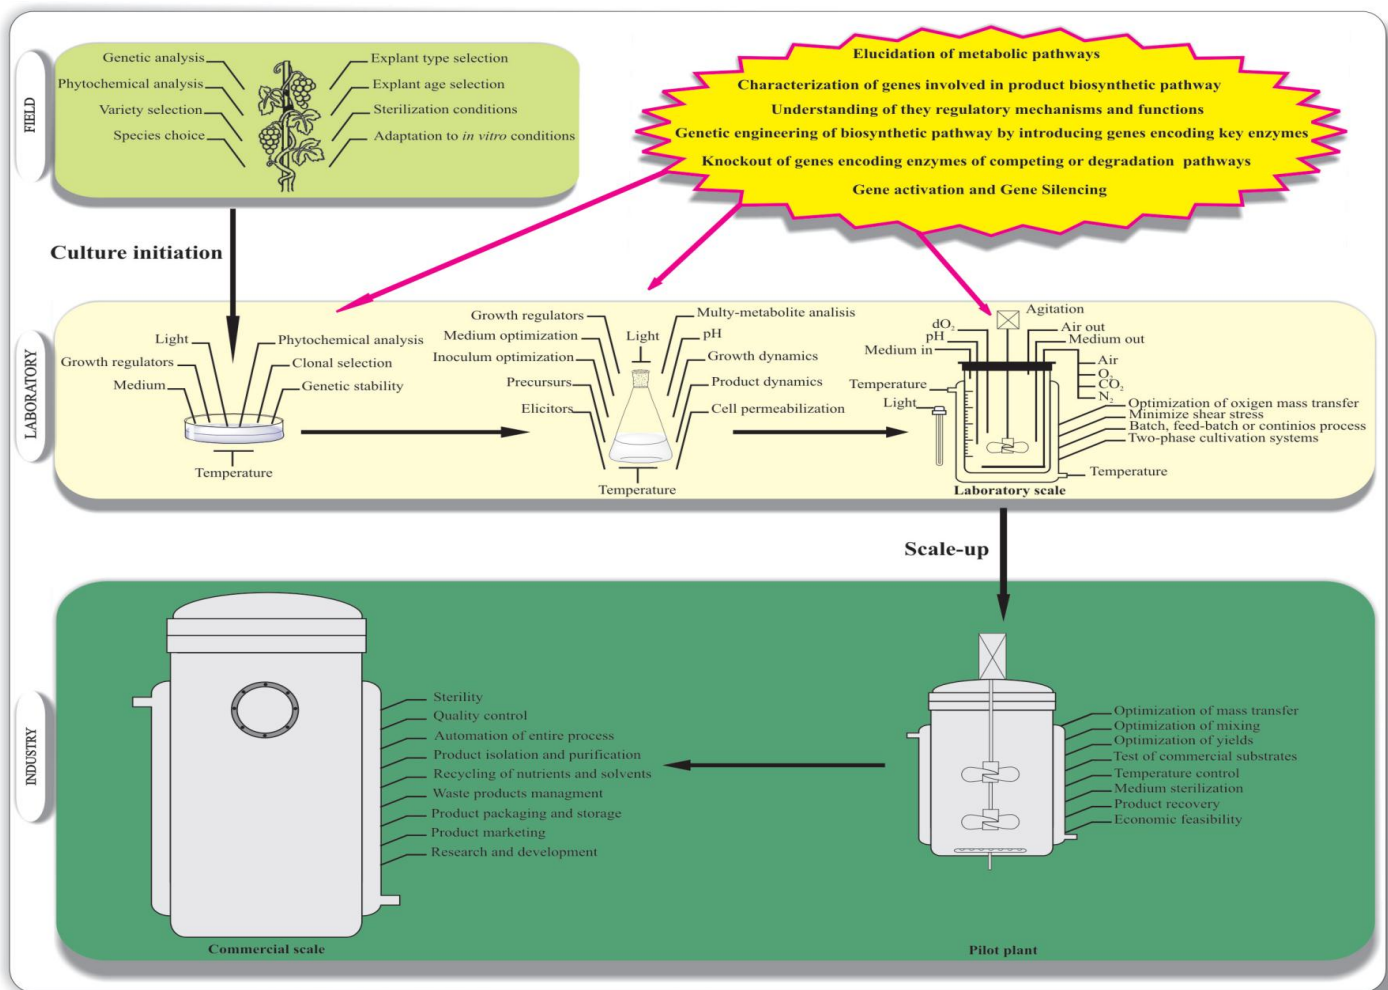 FIELD
Genetic analysis
Phytochemical analysis
Variety selection
Species choice
Explant type selection
Explant age selection
Sterilization conditions
Adaptation to in vitro conditions
Elucidation of metabolic pathways
Characterization of genes involved in product biosynthetic pathway
Understanding of they regulatory mechanisms and functions
Genetic engineering of biosynthetic pathway by introducing genes encoding key enzymes
Knockout of genes encoding enzymes of competing or degradation pathways
Gene activation and Gene Silencing
Culture initiation
LABORATORY
Light
Growth regulators
Medium
Phytochemical analysis
Clonal selection
Genetic stability
Temperature
Growth regulators
Medium optimization
Inoculum optimization
Precursurs
Elicitors
Light
Multy-metabolite analisis
pH
Growth dynamics
Product dynamics
Cell permeabilization
Temperature
Agitation
dO₂
pH
Medium in
Temperature
Light
Air out
Medium out
Air
O₂
CO₂
N₂
Optimization of oxigen mass transfer
Minimize shear stress
Batch, feed-batch or continios process
Two-phase cultivation systems
Temperature
Laboratory scale
Scale-up
INDUSTRY
Sterility
Quality control
Automation of entire process
Product isolation and purification
Recycling of nutrients and solvents
Waste products managment
Product packaging and storage
Product marketing
Research and development
Commercial scale
Optimization of mass transfer
Optimization of mixing
Optimization of yields
Test of commercial substrates
Temperature control
Medium sterilization
Product recovery
Economic feasibility
Pilot plant